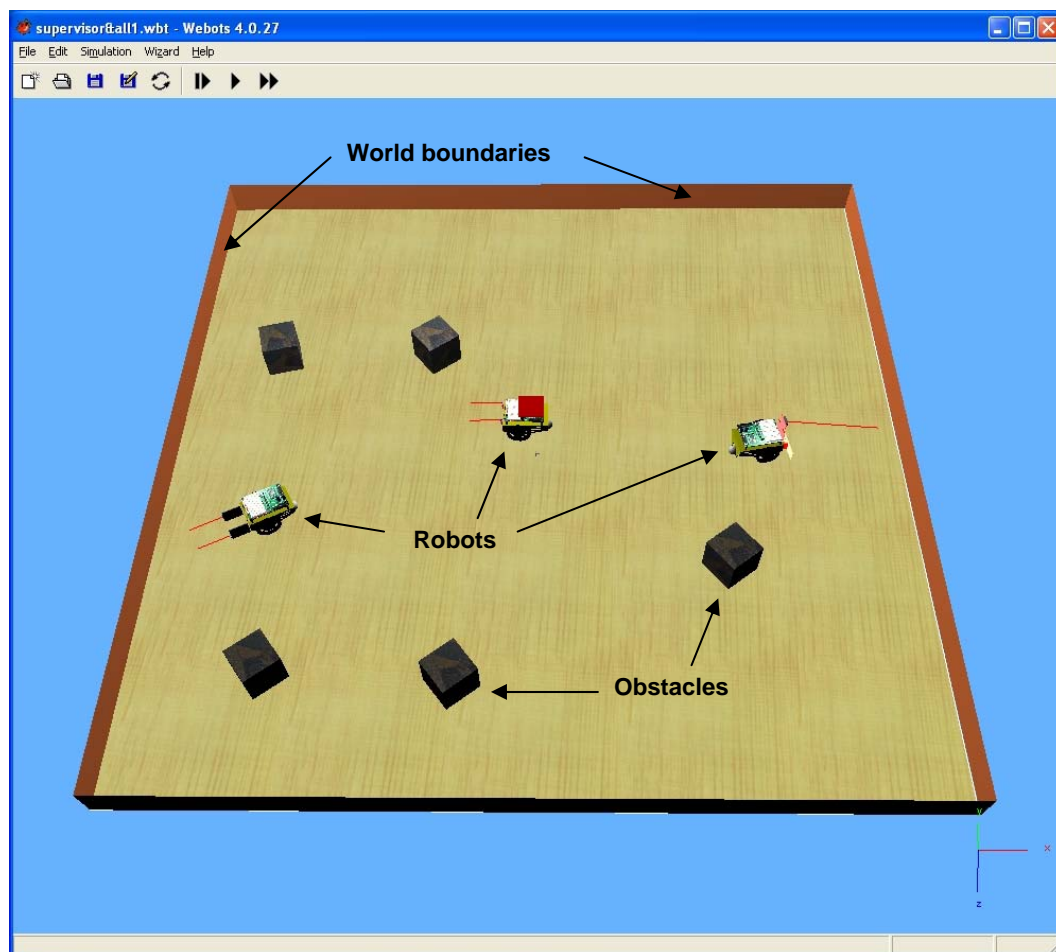 supervisor&all1.wbt - Webots 4.0.27
File Edit Simulation Wizard Help
World boundaries
Robots
Obstacles
y
x
z